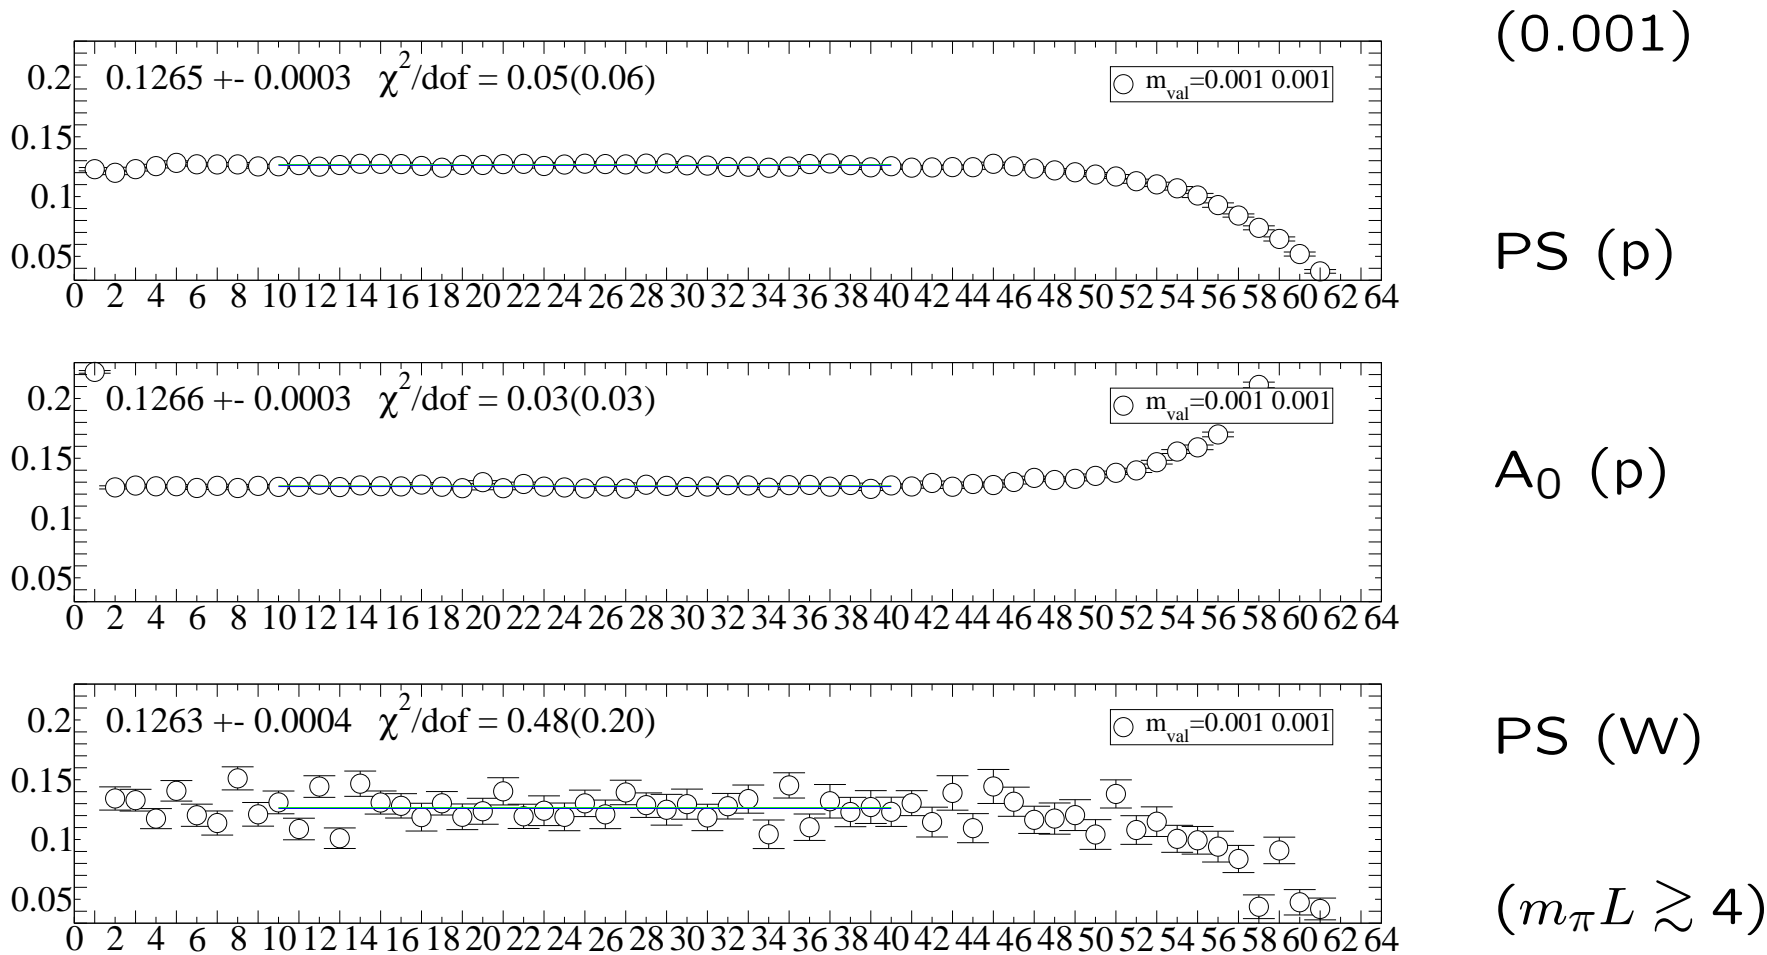 (0.001)
0.2
0.15
0.1
0.05
0.1265 +- 0.0003 χ²/dof = 0.05(0.06)
m_val=0.001 0.001
PS (p)
0 2 4 6 8 10 12 14 16 18 20 22 24 26 28 30 32 34 36 38 40 42 44 46 48 50 52 54 56 58 60 62 64
0.2
0.15
0.1
0.05
0.1266 +- 0.0003 χ²/dof = 0.03(0.03)
m_val=0.001 0.001
A₀ (p)
0 2 4 6 8 10 12 14 16 18 20 22 24 26 28 30 32 34 36 38 40 42 44 46 48 50 52 54 56 58 60 62 64
0.2
0.15
0.1
0.05
0.1263 +- 0.0004 χ²/dof = 0.48(0.20)
m_val=0.001 0.001
PS (W)
(m_π L ≳ 4)
0 2 4 6 8 10 12 14 16 18 20 22 24 26 28 30 32 34 36 38 40 42 44 46 48 50 52 54 56 58 60 62 64